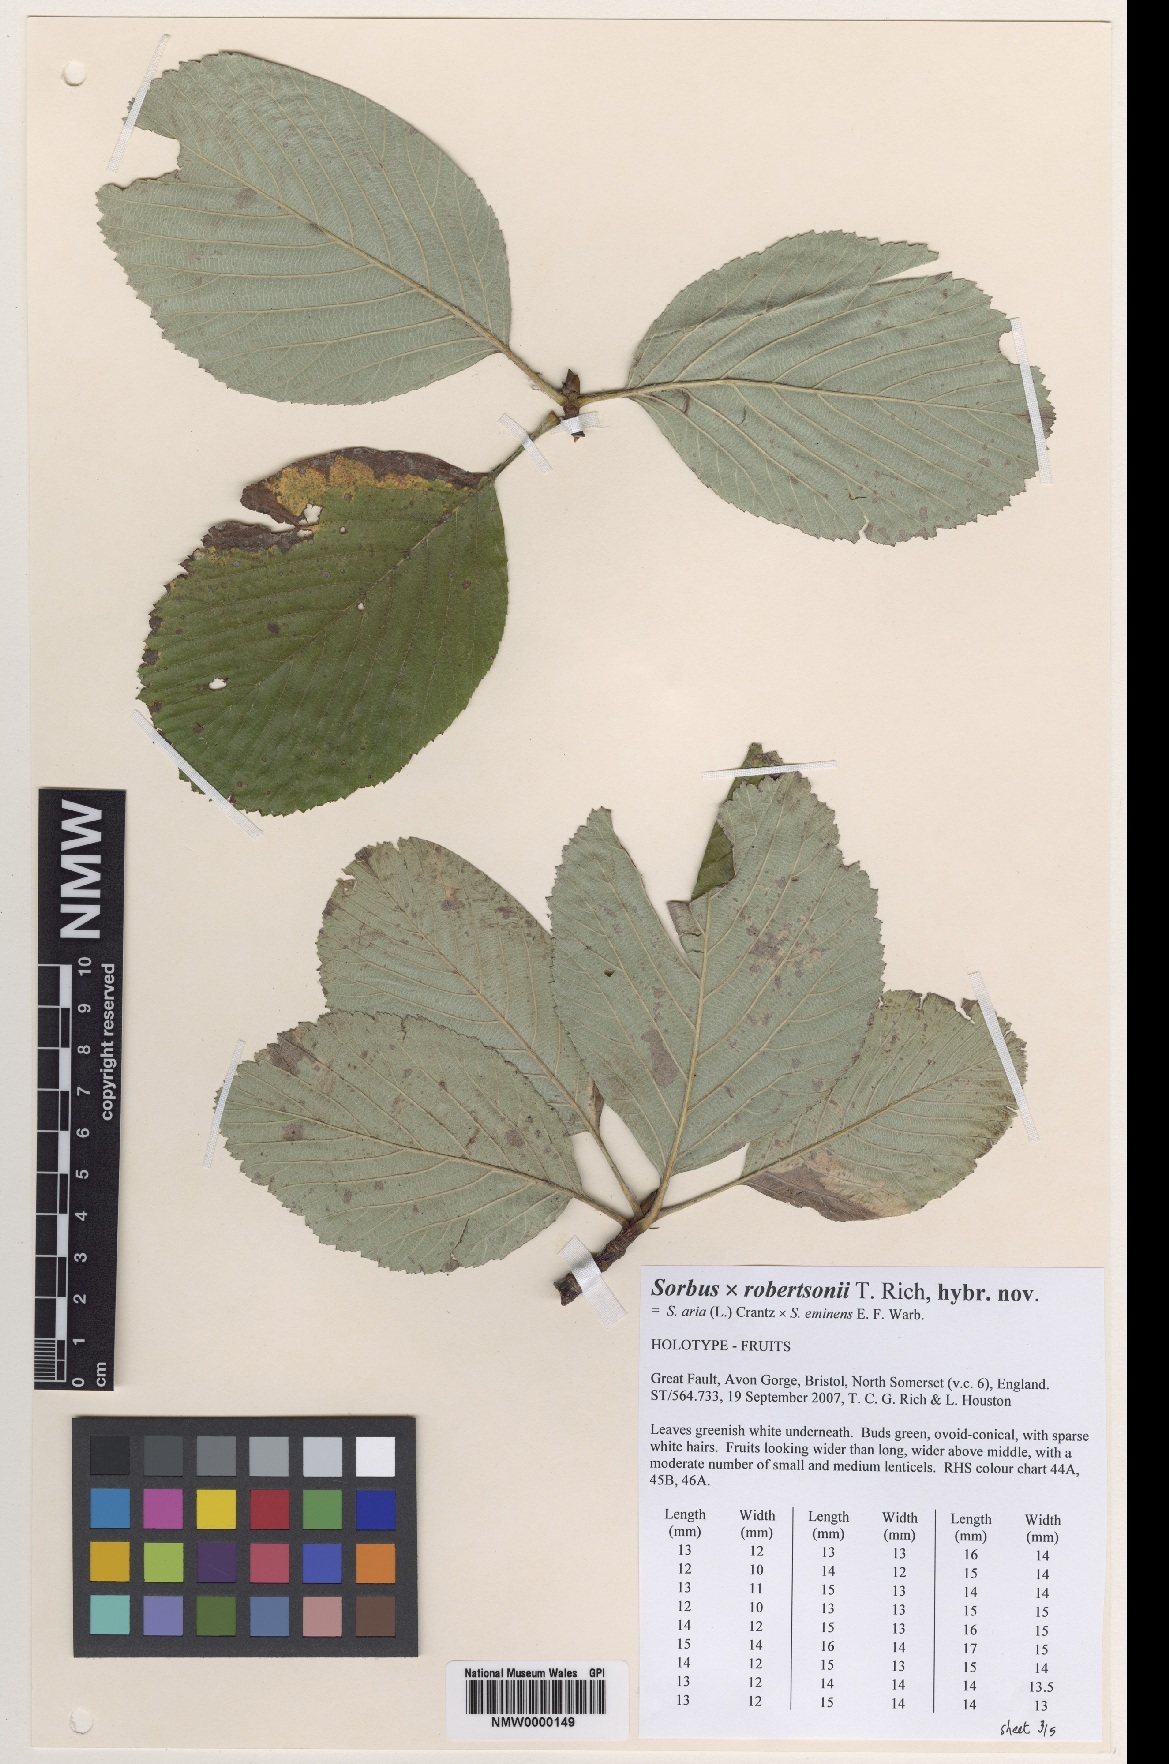 Sorbus × robertsonii T. Rich, hybr. nov.
= S. aria (L.) Crantz × S. eminens E. F. Warb.
HOLOTYPE - FRUITS
Great Fault, Avon Gorge, Bristol, North Somerset (v.c. 6), England.
ST/564.733, 19 September 2007, T. C. G. Rich & L. Houston
Leaves greenish white underneath. Buds green, ovoid-conical, with sparse
white hairs. Fruits looking wider than long, wider above middle, with a
moderate number of small and medium lenticels. RHS colour chart 44A,
45B, 46A.
Length Width Length Width Length Width
(mm) (mm) (mm) (mm) (mm) (mm)
13 12 13 13 16 14
12 10 14 12 15 14
13 11 15 13 14 14
12 10 13 13 15 15
14 12 15 13 16 15
15 14 16 14 17 15
14 12 15 13 15 14
13 12 14 14 14 13.5
13 12 15 14 14 13
sheet 3/5
National Museum Wales GPI
NMW0000149
NMW
copyright reserved
0 1 2 3 4 5 6 7 8 9 10
cm